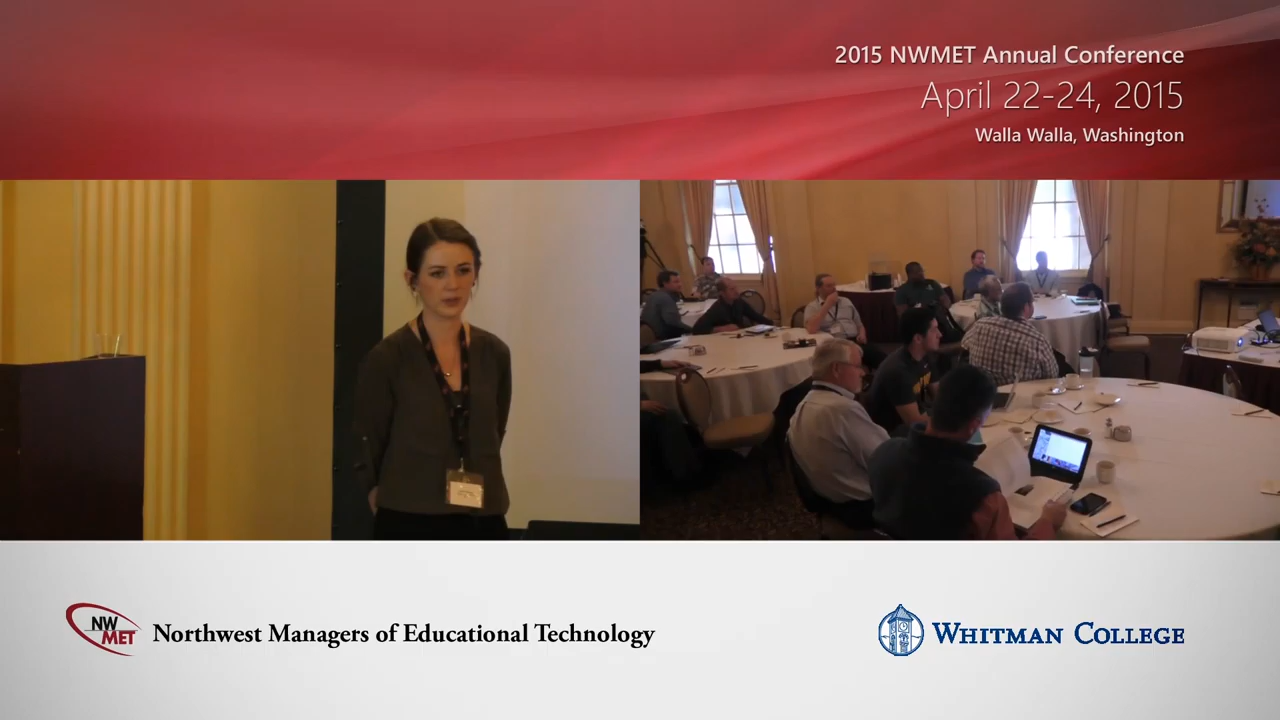 2015 NWMET Annual Conference
April 22-24, 2015
Walla Walla, Washington
NW
MET
Northwest Managers of Educational Technology
WHITMAN COLLEGE